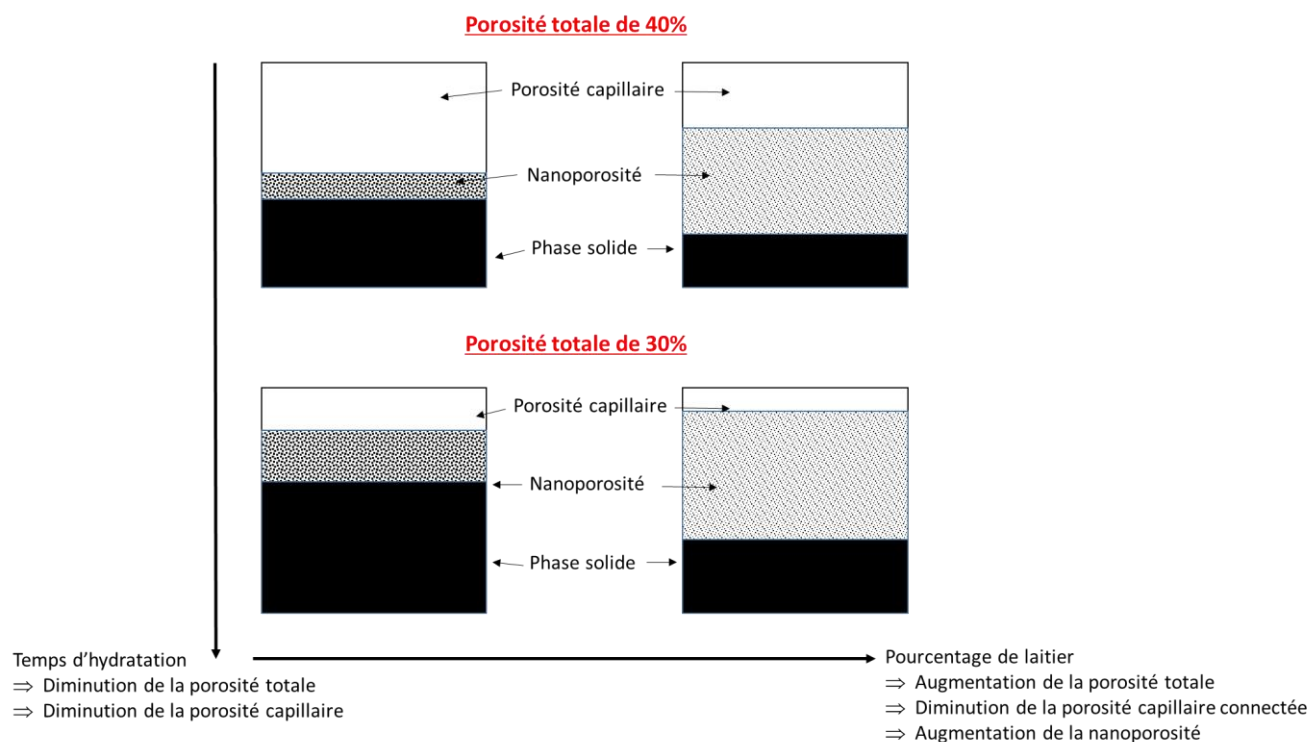 Porosité totale de 40%
Porosité capillaire
Nanoporosité
Phase solide
Porosité totale de 30%
Porosité capillaire
Nanoporosité
Phase solide
Temps d'hydratation
⇒ Diminution de la porosité totale
⇒ Diminution de la porosité capillaire
Pourcentage de laitier
⇒ Augmentation de la porosité totale
⇒ Diminution de la porosité capillaire connectée
⇒ Augmentation de la nanoporosité